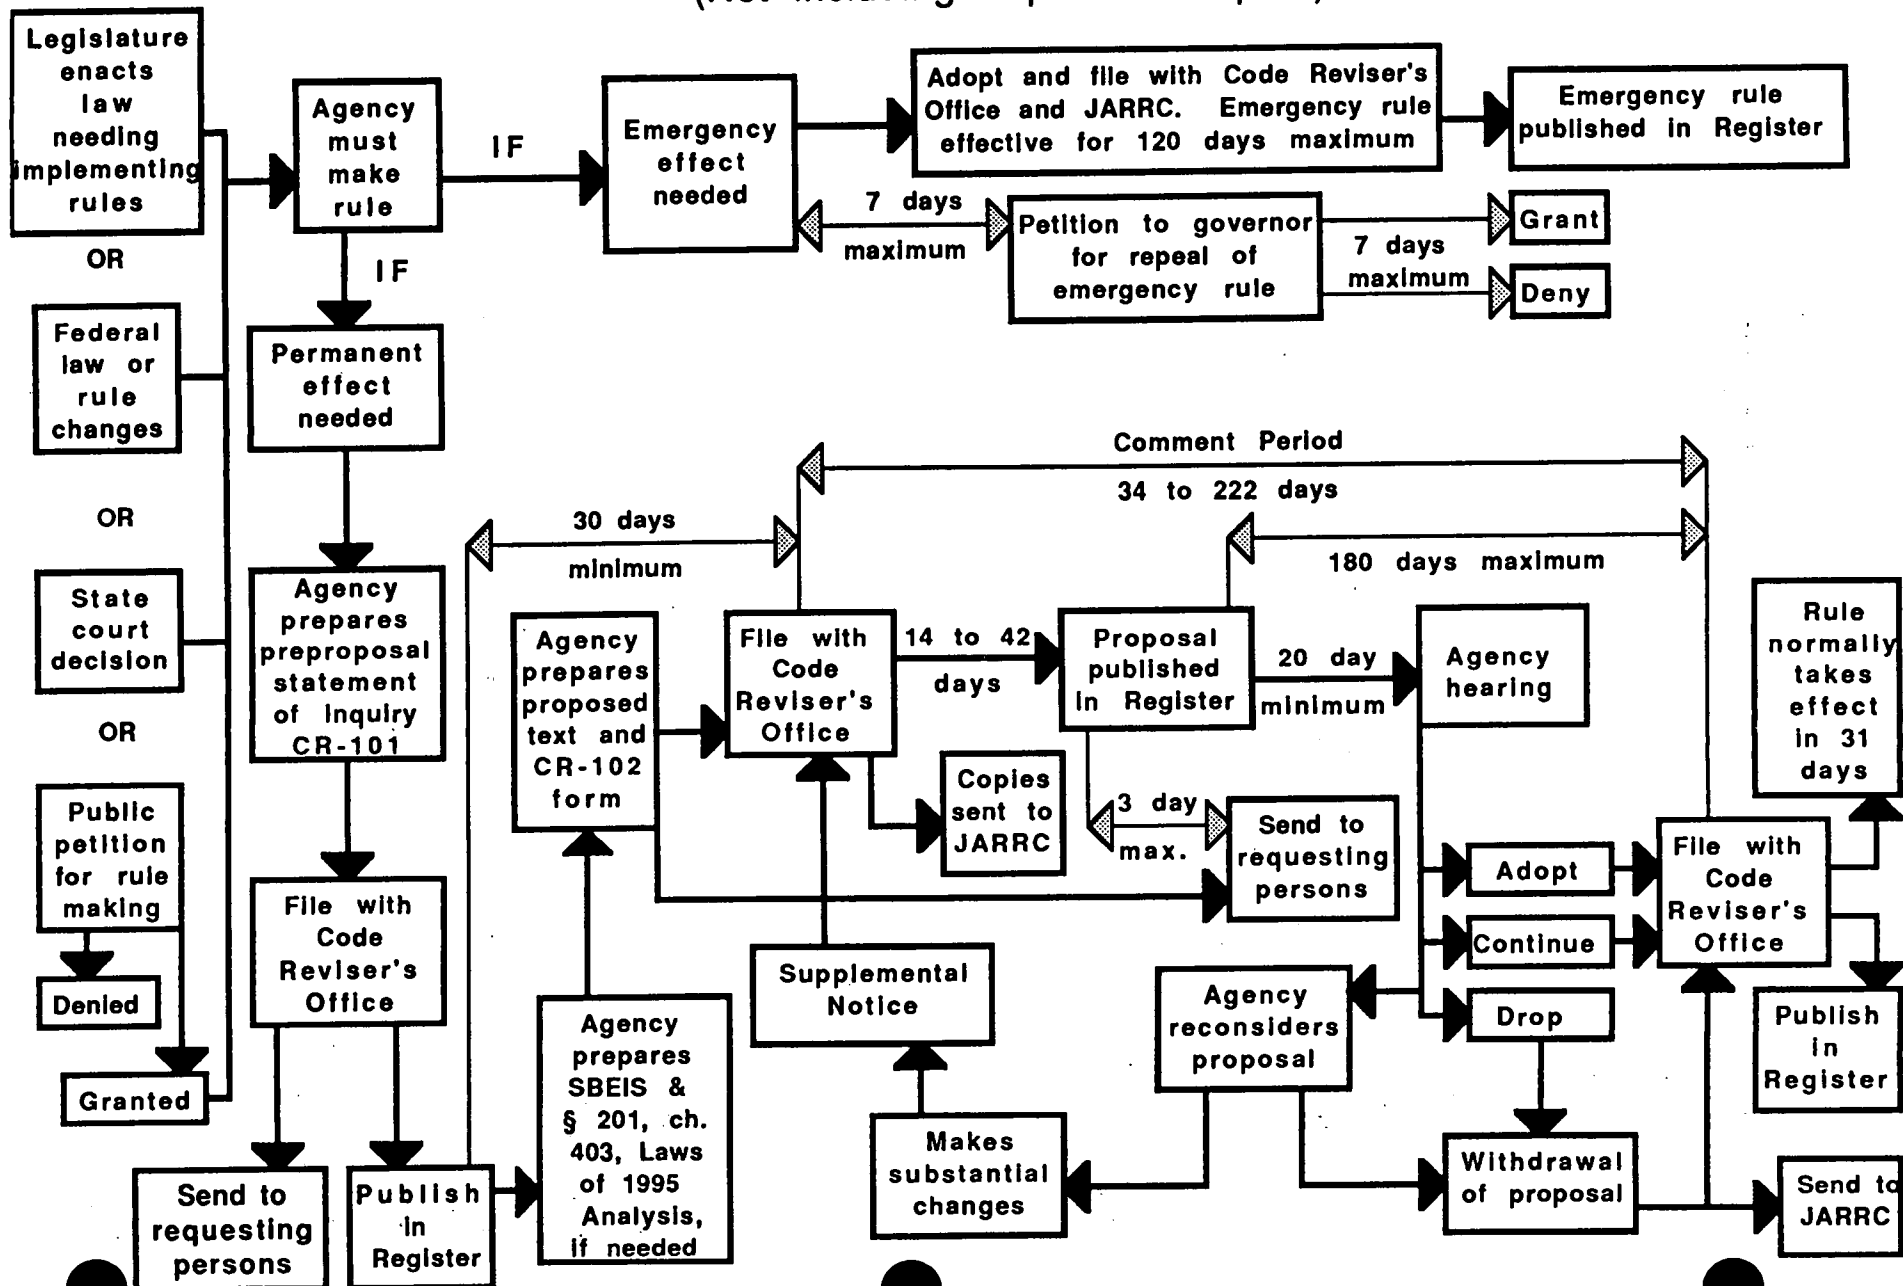 Legislature
enacts
law
needing
implementing
rules
OR
Federal
law or
rule
changes
OR
State
court
decision
OR
Public
petition
for rule
making
Denied
Granted
Agency
must
make
rule
IF
Emergency
effect
needed
Adopt and file with Code Reviser's
Office and JARRC. Emergency rule
effective for 120 days maximum
Emergency rule
published in Register
7 days
maximum
Petition to governor
for repeal of
emergency rule
Grant
7 days
maximum
Deny
IF
Permanent
effect
needed
Agency
prepares
preproposal
statement
of Inquiry
CR-101
File with
Code
Reviser's
Office
Send to
requesting
persons
Publish
in
Register
30 days
minimum
Comment Period
34 to 222 days
180 days maximum
Agency
prepares
SBEIS &
§ 201, ch.
403, Laws
of 1995
Analysis,
if needed
Agency
prepares
proposed
text and
CR-102
form
File with
Code
Reviser's
Office
14 to 42
days
Copies
sent to
JARRC
Proposal
published
in Register
20 day
minimum
3 day
max.
Send to
requesting
persons
Agency
hearing
Adopt
Continue
Drop
Agency
reconsiders
proposal
Makes
substantial
changes
Supplemental
Notice
Withdrawal
of proposal
File with
Code
Reviser's
Office
Rule
normally
takes
effect
in 31
days
Publish
in
Register
Send to
JARRC